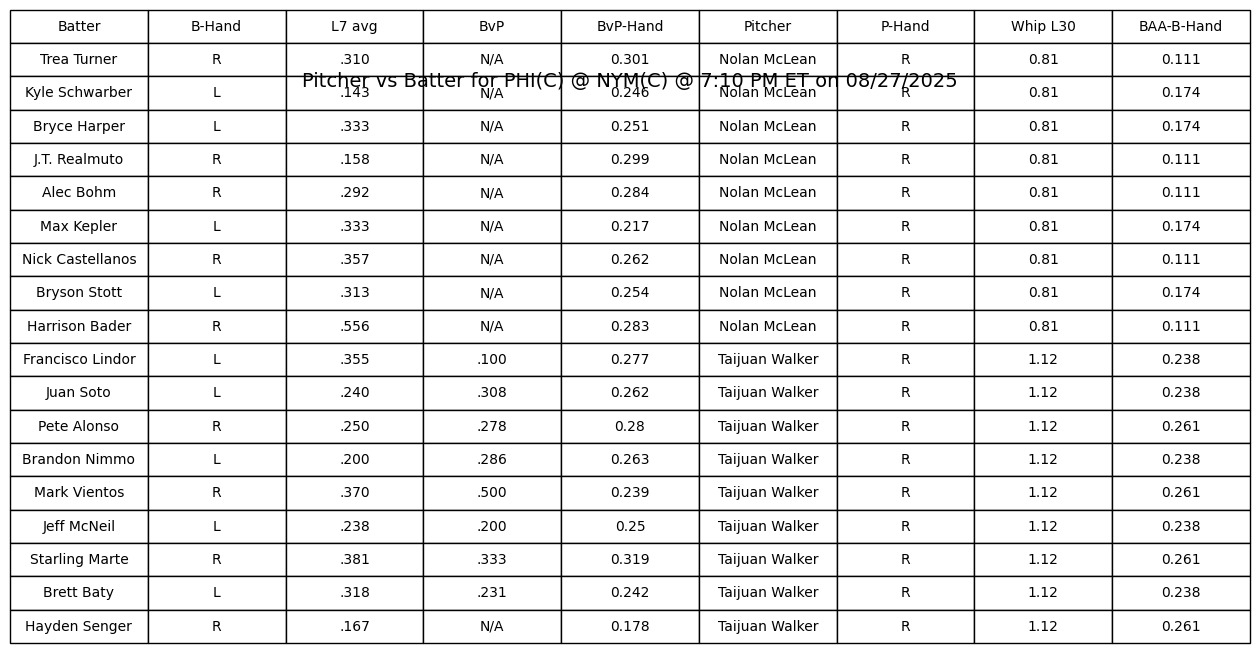 Batter B-Hand L7 avg BvP BvP-Hand Pitcher P-Hand Whip L30 BAA-B-Hand
Trea Turner R .310 N/A 0.301 Nolan McLean R 0.81 0.111
Pitcher vs Batter for PHI(C) @ NYM(C) @ 7:10 PM ET on 08/27/2025
Kyle Schwarber L .143 N/A 0.246 Nolan McLean R 0.81 0.174
Bryce Harper L .333 N/A 0.251 Nolan McLean R 0.81 0.174
J.T. Realmuto R .158 N/A 0.299 Nolan McLean R 0.81 0.111
Alec Bohm R .292 N/A 0.284 Nolan McLean R 0.81 0.111
Max Kepler L .333 N/A 0.217 Nolan McLean R 0.81 0.174
Nick Castellanos R .357 N/A 0.262 Nolan McLean R 0.81 0.111
Bryson Stott L .313 N/A 0.254 Nolan McLean R 0.81 0.174
Harrison Bader R .556 N/A 0.283 Nolan McLean R 0.81 0.111
Francisco Lindor L .355 .100 0.277 Taijuan Walker R 1.12 0.238
Juan Soto L .240 .308 0.262 Taijuan Walker R 1.12 0.238
Pete Alonso R .250 .278 0.28 Taijuan Walker R 1.12 0.261
Brandon Nimmo L .200 .286 0.263 Taijuan Walker R 1.12 0.238
Mark Vientos R .370 .500 0.239 Taijuan Walker R 1.12 0.261
Jeff McNeil L .238 .200 0.25 Taijuan Walker R 1.12 0.238
Starling Marte R .381 .333 0.319 Taijuan Walker R 1.12 0.261
Brett Baty L .318 .231 0.242 Taijuan Walker R 1.12 0.238
Hayden Senger R .167 N/A 0.178 Taijuan Walker R 1.12 0.261